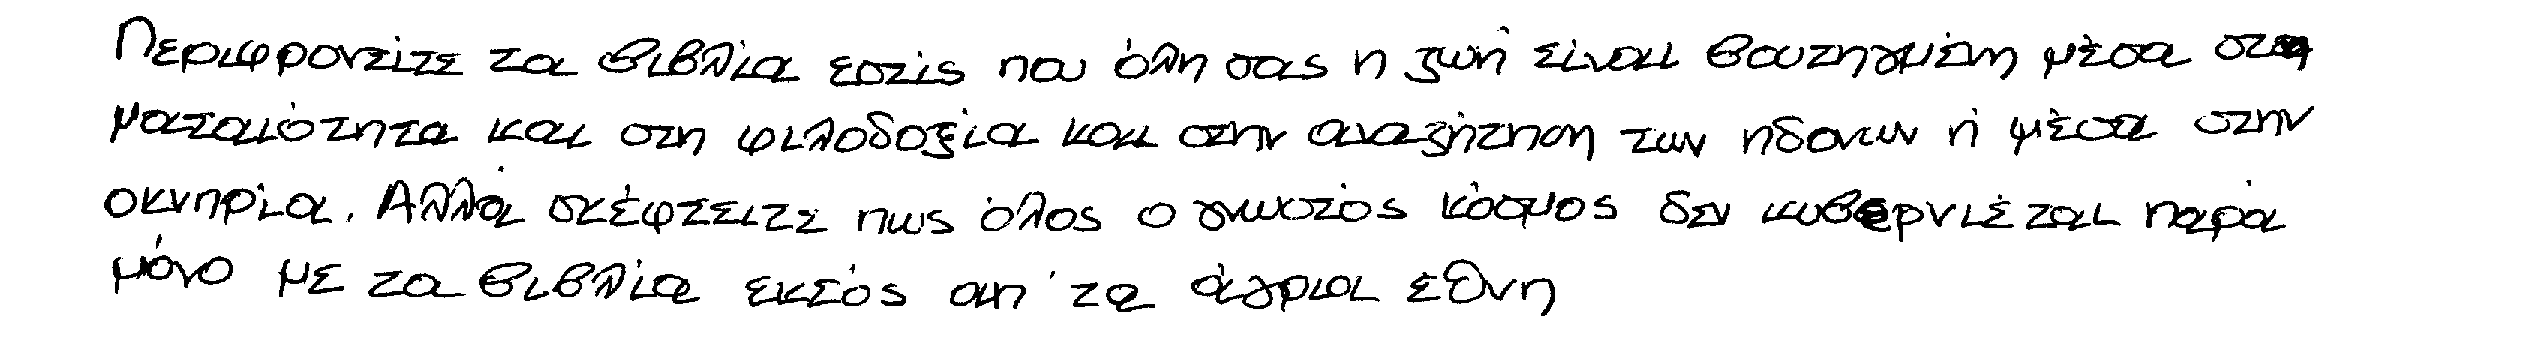 Περιφρονείτε τα βιβλία εσείς που όλη σας η ζωή είναι βουτηγμένη μέσα στη
ματαιότητα και στη φιλοδοξία και στην αναζήτηση των ηδονών ή μέσα στην
οκνηρία. Αλλά σκέφτειτε πως όλος ο γνωστός κόσμος δεν κυβερνιέται παρά
μόνο με τα βιβλία εκτός απ' τα άγρια έθνη